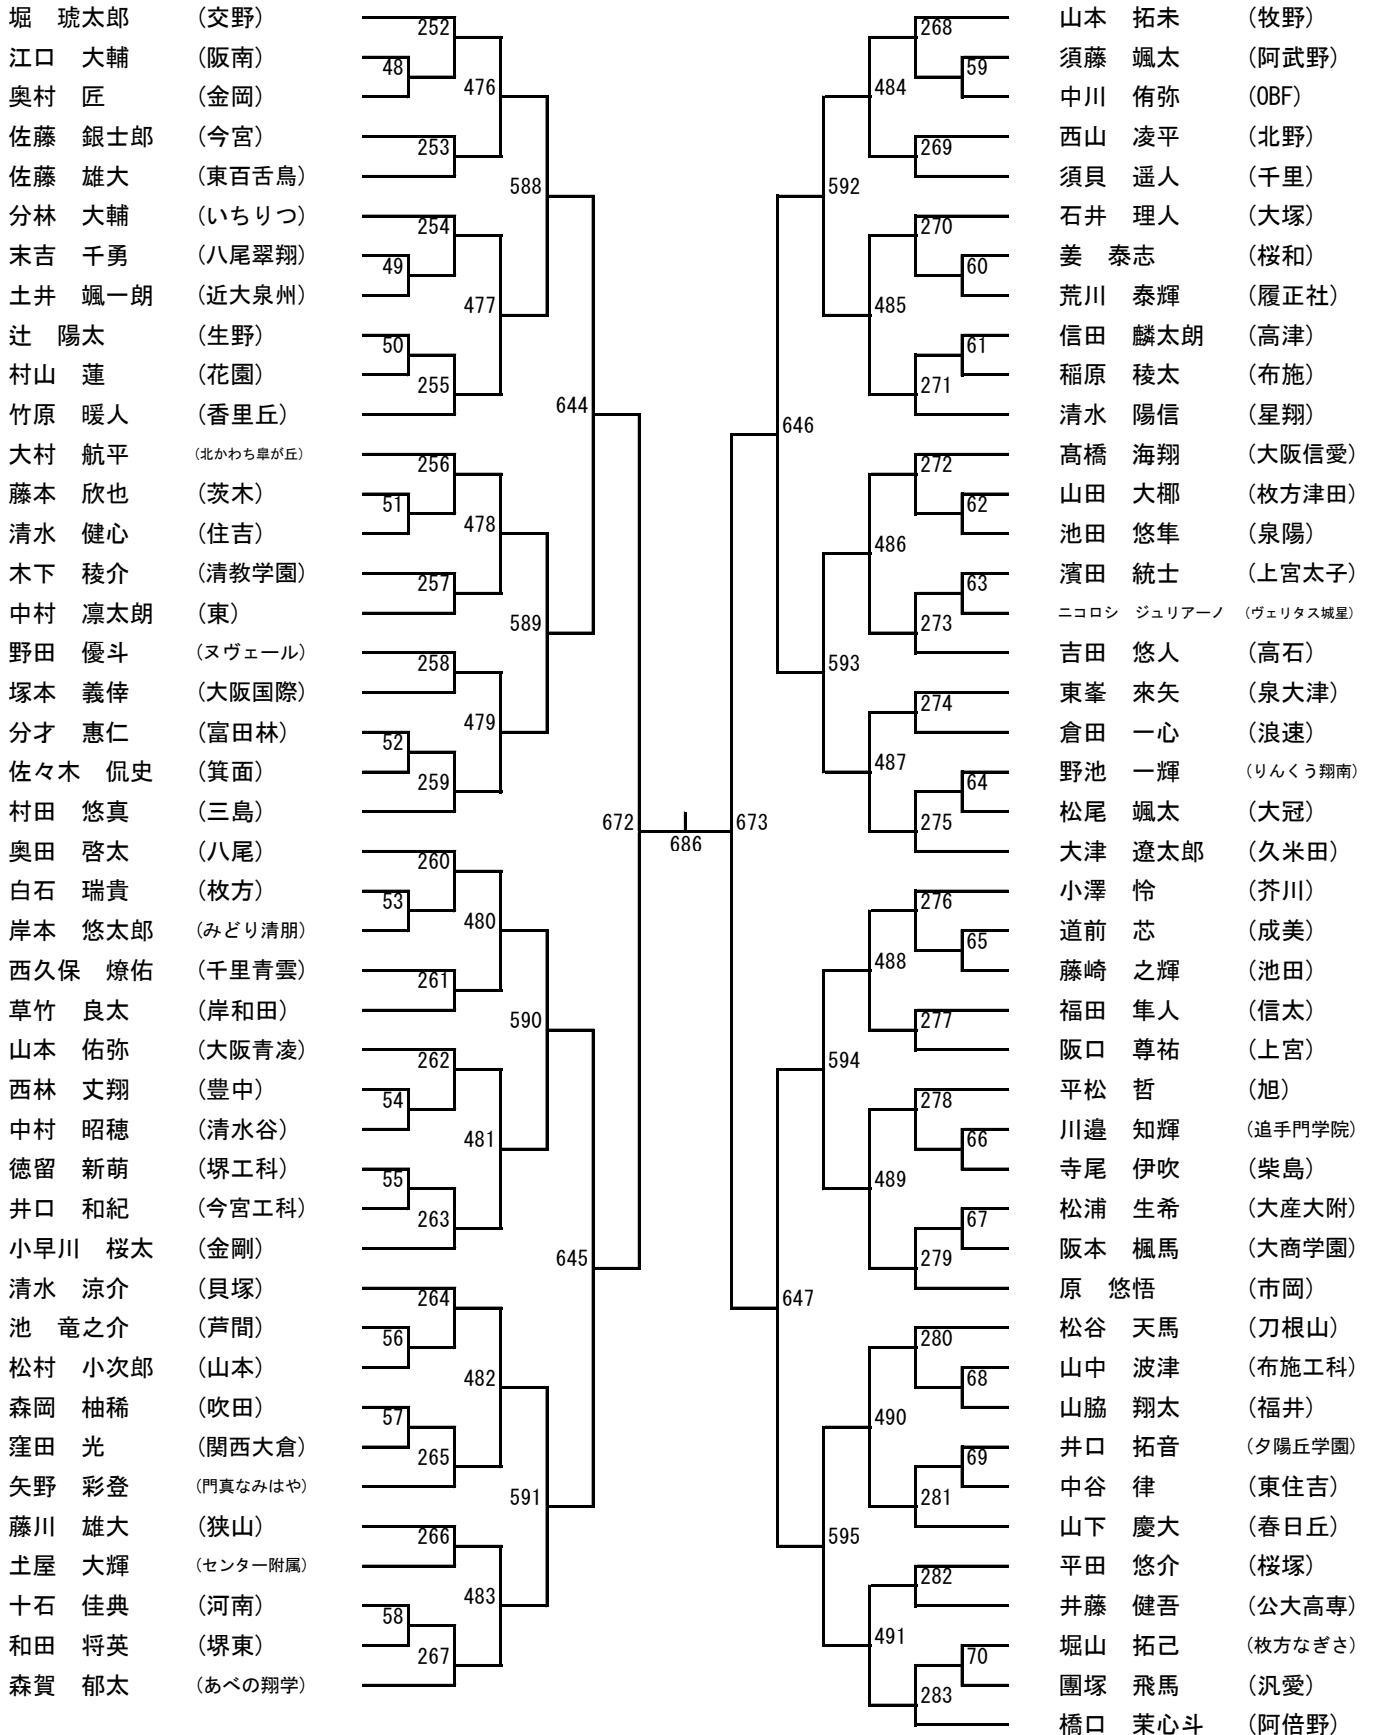 堀　琥太郎 (交野)
江口　大輔 (阪南)
奥村　匠 (金岡)
佐藤　銀士郎 (今宮)
佐藤　雄大 (東百舌鳥)
分林　大輔 (いちりつ)
末吉　千勇 (八尾翠翔)
土井　颯一朗 (近大泉州)
辻　陽太 (生野)
村山　蓮 (花園)
竹原　暖人 (香里丘)
大村　航平 (北かわち皐が丘)
藤本　欣也 (茨木)
清水　健心 (住吉)
木下　稜介 (清教学園)
中村　凛太朗 (東)
野田　優斗 (ヌヴェール)
塚本　義倖 (大阪国際)
分才　惠仁 (富田林)
佐々木　侃史 (箕面)
村田　悠真 (三島)
奥田　啓太 (八尾)
白石　瑞貴 (枚方)
岸本　悠太郎 (みどり清朋)
西久保　燎佑 (千里青雲)
草竹　良太 (岸和田)
山本　佑弥 (大阪青凌)
西林　丈翔 (豊中)
中村　昭穂 (清水谷)
徳留　新萌 (堺工科)
井口　和紀 (今宮工科)
小早川　桜太 (金剛)
清水　涼介 (貝塚)
池　竜之介 (芦間)
松村　小次郎 (山本)
森岡　柚稀 (吹田)
窪田　光 (関西大倉)
矢野　彩登 (門真なみはや)
藤川　雄大 (狭山)
𡈽屋　大輝 (センター附属)
十石　佳典 (河南)
和田　将英 (堺東)
森賀　郁太 (あべの翔学)
252
48
476
253
588
254
49
477
50
255
644
256
51
478
257
589
258
479
52
259
672
260
53
480
261
590
262
54
481
55
263
645
264
56
482
57
265
591
266
483
58
267
686
673
268
59
484
269
592
270
60
485
61
271
646
272
62
486
63
273
593
274
487
64
275
276
65
488
277
594
278
66
489
67
279
647
280
68
490
69
281
595
282
491
70
283
山本　拓未 (牧野)
須藤　颯太 (阿武野)
中川　侑弥 (OBF)
西山　凌平 (北野)
須貝　遥人 (千里)
石井　理人 (大塚)
姜　泰志 (桜和)
荒川　泰輝 (履正社)
信田　麟太朗 (高津)
稲原　稜太 (布施)
清水　陽信 (星翔)
髙橋　海翔 (大阪信愛)
山田　大椰 (枚方津田)
池田　悠隼 (泉陽)
濱田　統士 (上宮太子)
ニコロシ　ジュリアーノ (ヴェリタス城星)
吉田　悠人 (高石)
東峯　來矢 (泉大津)
倉田　一心 (浪速)
野池　一輝 (りんくう翔南)
松尾　颯太 (大冠)
大津　遼太郎 (久米田)
小澤　怜 (芥川)
道前　芯 (成美)
藤崎　之輝 (池田)
福田　隼人 (信太)
阪口　尊祐 (上宮)
平松　哲 (旭)
川邉　知輝 (追手門学院)
寺尾　伊吹 (柴島)
松浦　生希 (大産大附)
阪本　楓馬 (大商学園)
原　悠悟 (市岡)
松谷　天馬 (刀根山)
山中　波津 (布施工科)
山脇　翔太 (福井)
井口　拓音 (夕陽丘学園)
中谷　律 (東住吉)
山下　慶大 (春日丘)
平田　悠介 (桜塚)
井藤　健吾 (公大高専)
堀山　拓己 (枚方なぎさ)
團塚　飛馬 (汎愛)
橋口　茉心斗 (阿倍野)